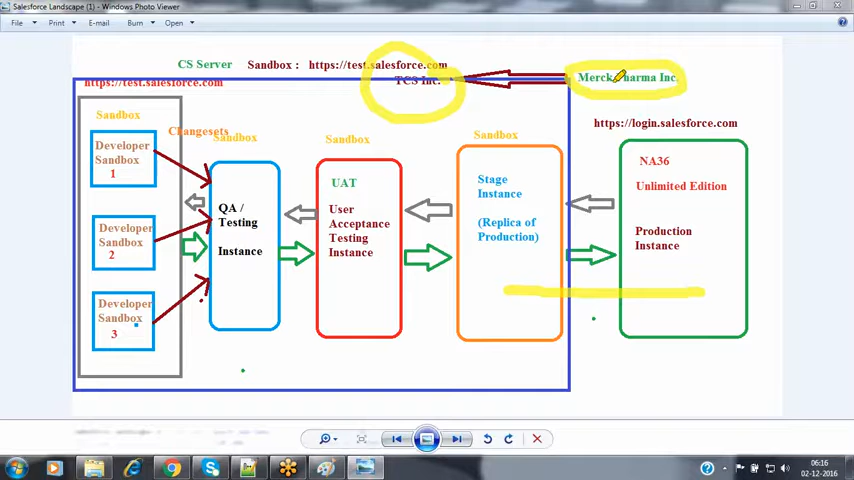 Salesforce Landscape (1) - Windows Photo Viewer
File Print E-mail Burn Open
CS Server Sandbox : https://test.salesforce.com
TCS Inc.
Merck Pharma Inc.
https://test.salesforce.com
https://login.salesforce.com
Sandbox
Changesets
Sandbox
Sandbox
Sandbox
Developer
Sandbox
1
Developer
Sandbox
2
Developer
Sandbox
3
QA /
Testing
Instance
UAT
User
Acceptance
Testing
Instance
Stage
Instance
(Replica of
Production)
NA36
Unlimited Edition
Production
Instance
06:16
02-12-2016